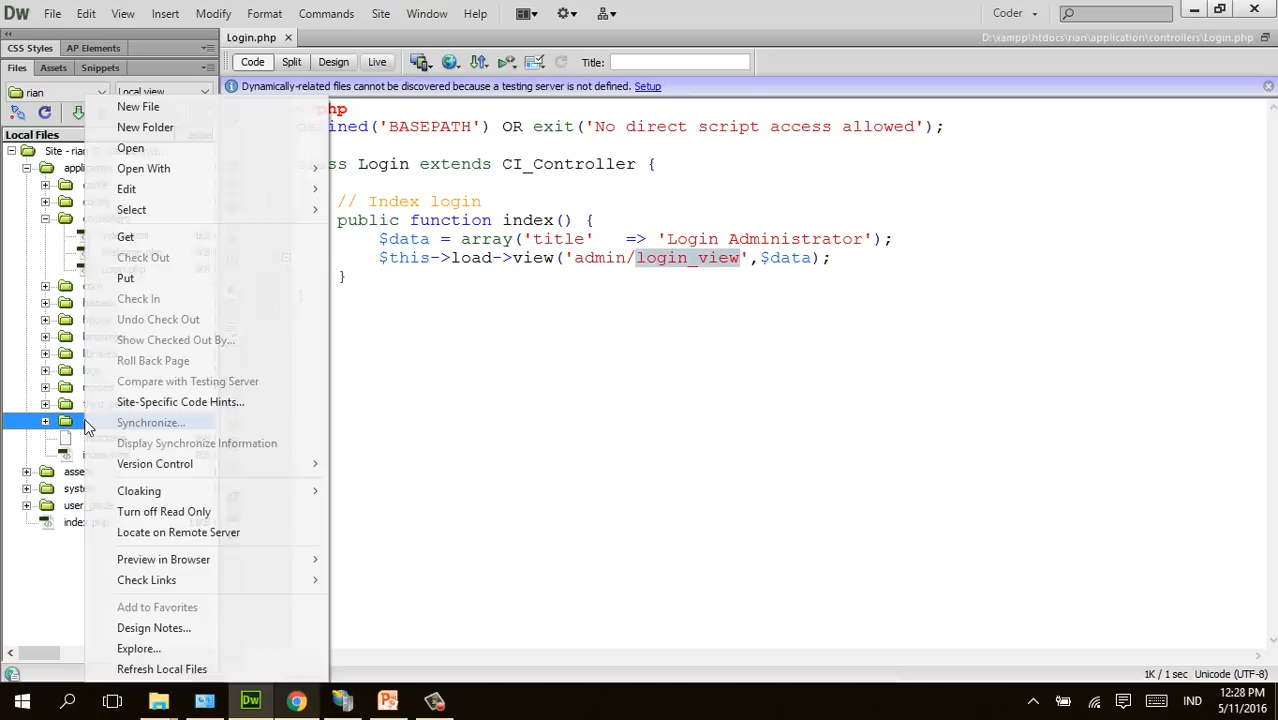 Dw File Edit View Insert Modify Format Commands Site Window Help Coder
CSS Styles AP Elements
Login.php
D:\xampp\htdocs\rian\application\controllers\Login.php
Files Assets Snippets
Code Split Design Live Title:
rian Local view
Dynamically-related files cannot be discovered because a testing server is not defined. Setup
Local Files
Site - rian
assets
index.php
New File
New Folder
Open
Open With
Edit
Select
Get
Check Out
Put
Check In
Undo Check Out
Show Checked Out By...
Roll Back Page
Compare with Testing Server
Site-Specific Code Hints...
Synchronize...
Display Synchronize Information
Version Control
Cloaking
Turn off Read Only
Locate on Remote Server
Preview in Browser
Check Links
Add to Favorites
Design Notes...
Explore...
Refresh Local Files
php
ined('BASEPATH') OR exit('No direct script access allowed');
ss Login extends CI_Controller {
// Index login
public function index() {
$data = array('title' => 'Login Administrator');
$this->load->view('admin/login_view',$data);
}
}
1K / 1 sec Unicode (UTF-8)
Dw
IND
12:28 PM
5/11/2016